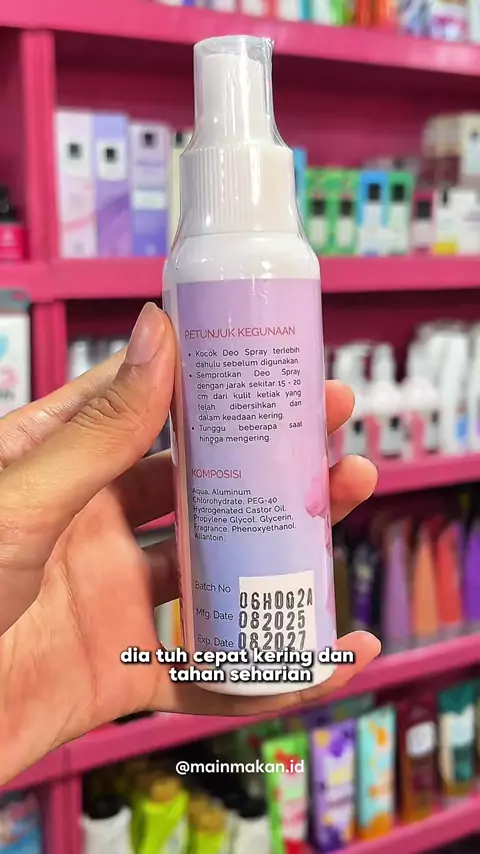 PETUNJUK KEGUNAAN
• Kocok Deo Spray terlebih
dahulu sebelum digunakan.
• Semprotkan Deo Spray
dengan jarak sekitar 15 - 20
cm dari kulit ketiak yang
telah dibersihkan dan
dalam keadaan kering.
• Tunggu beberapa saat
hingga mengering.
KOMPOSISI
Aqua, Aluminum
Chlorohydrate, PEG-40
Hydrogenated Castor Oil,
Propylene Glycol, Glycerin,
Fragrance, Phenoxyethanol,
Allantoin.
Batch No 06H002A
Mfg. Date 082025
Exp. Date 082027
dia tuh cepat kering dan
tahan seharian
@mainmakan.id